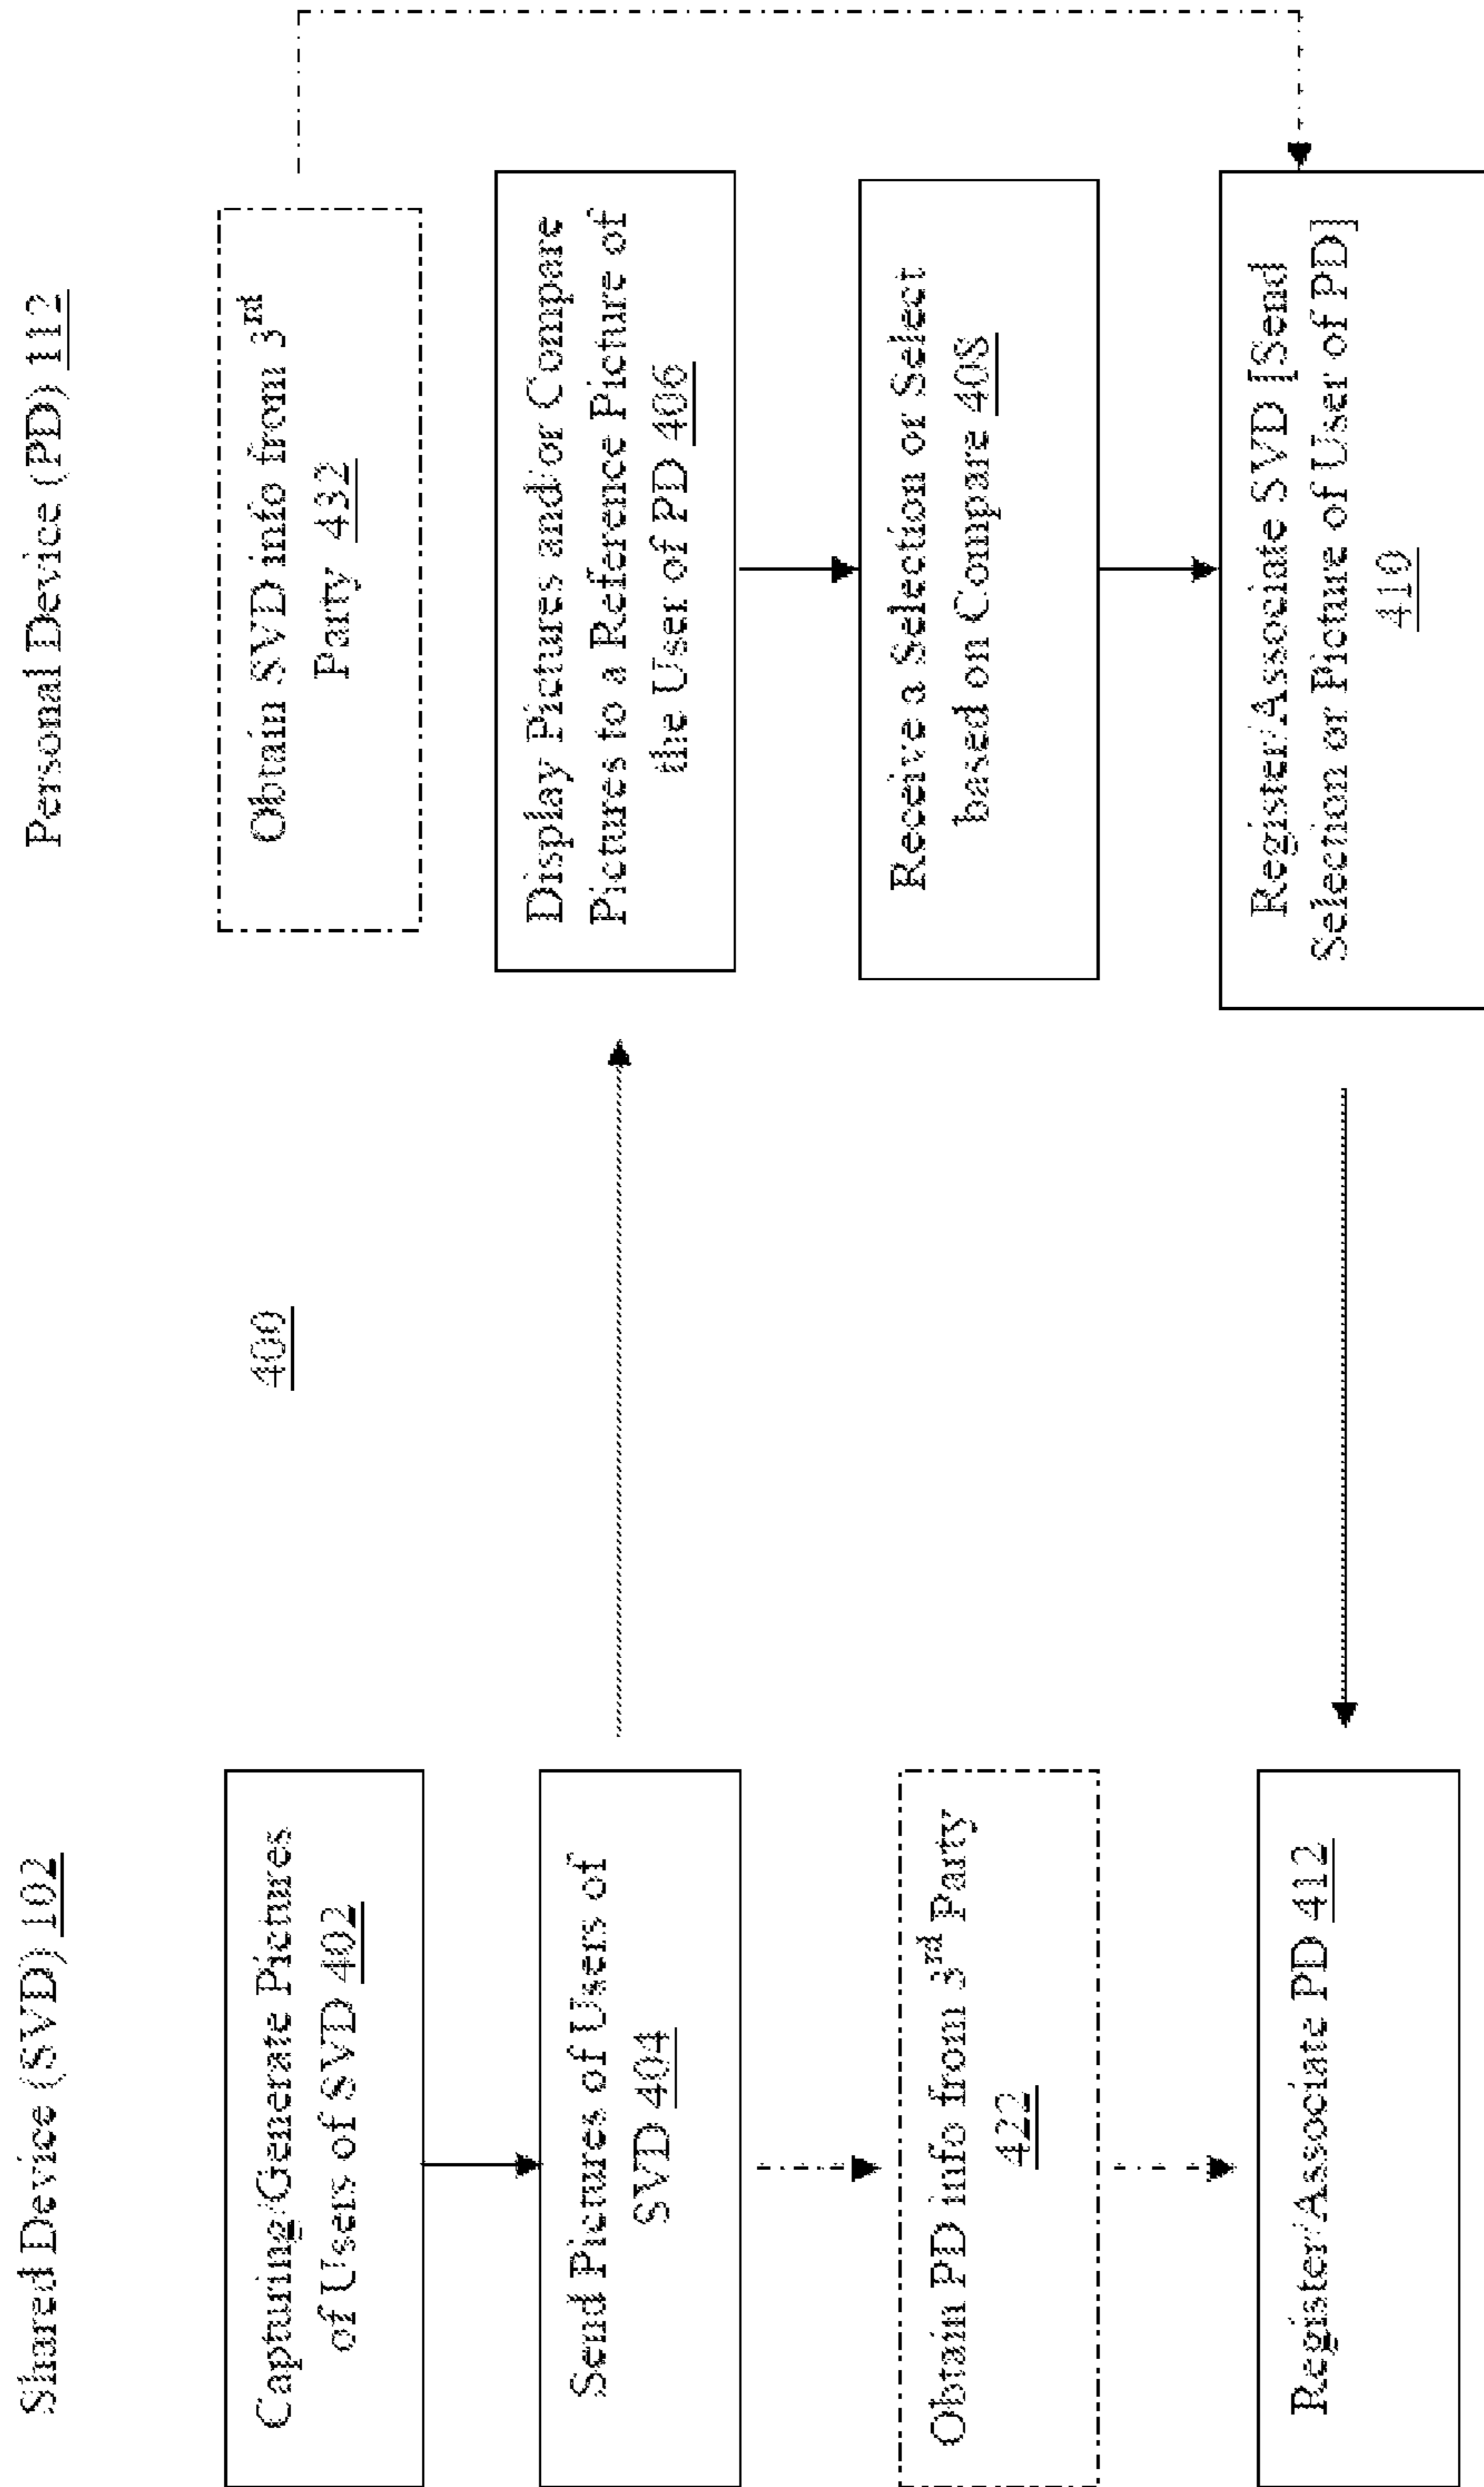 Shared Device (SVD) 102
Personal Device (PD) 112
400
Capturing/Generate Pictures
of Users of SVD 402
Send Pictures of Users of
SVD 404
Obtain PD info from 3rd Party
422
Register/Associate PD 412
Obtain SVD info from 3rd
Party 432
Display Pictures and/or Compare
Pictures to a Reference Picture of
the User of PD 406
Receive a Selection or Select
based on Compare 408
Register/Associate SVD [Send
Selection or Picture of User of PD]
410